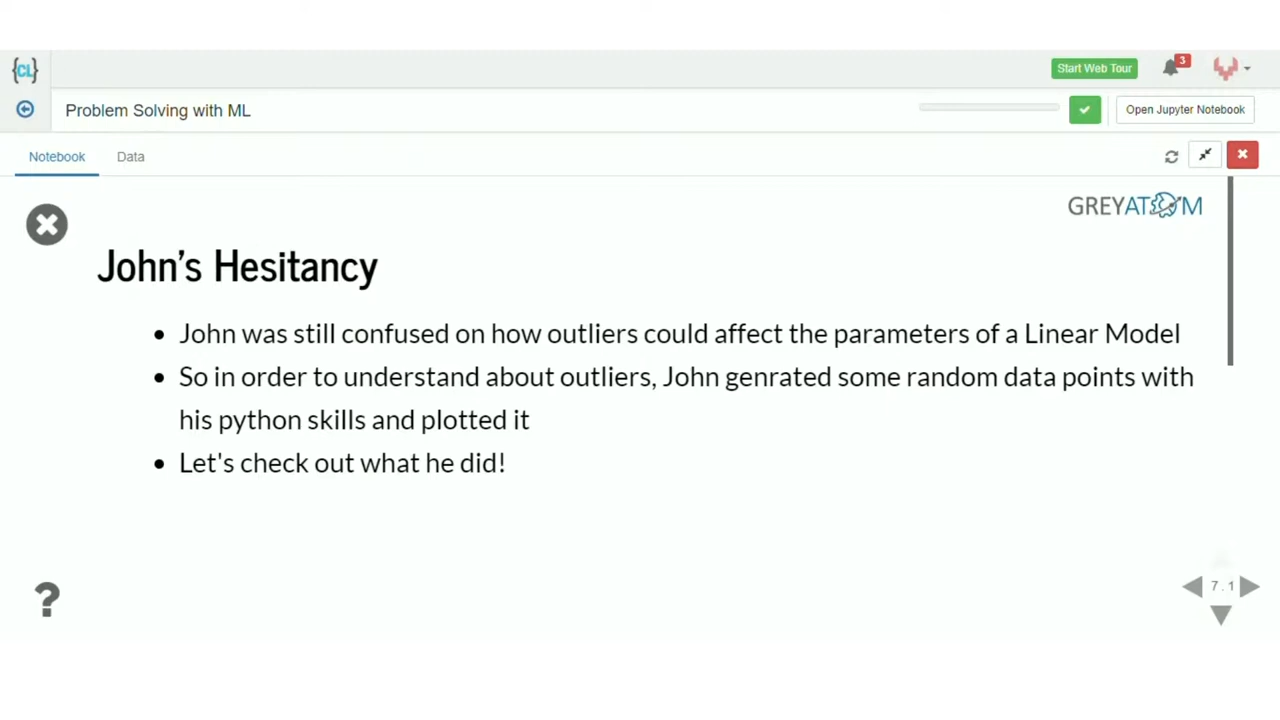 {CL}
Start Web Tour
3
Problem Solving with ML
Open Jupyter Notebook
Notebook
Data
GREYATOM
John's Hesitancy
• John was still confused on how outliers could affect the parameters of a Linear Model
• So in order to understand about outliers, John genrated some random data points with
his python skills and plotted it
• Let's check out what he did!
?
7.1